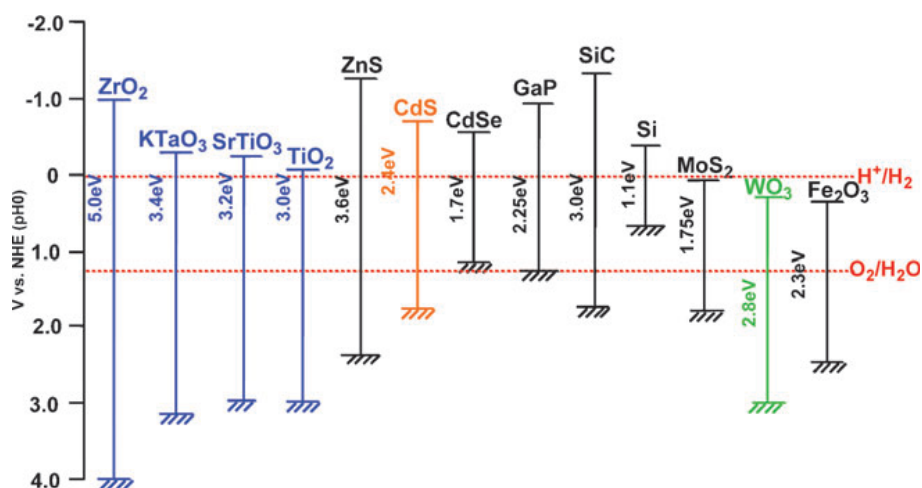 -2.0
-1.0
0
1.0
2.0
3.0
4.0
V vs. NHE (pH0)
ZrO₂
5.0eV
KTaO₃
3.4eV
SrTiO₃
3.2eV
TiO₂
3.0eV
ZnS
3.6eV
CdS
2.4eV
CdSe
1.7eV
GaP
2.25eV
SiC
3.0eV
Si
1.1eV
MoS₂
1.75eV
WO₃
2.8eV
Fe₂O₃
2.3eV
H⁺/H₂
O₂/H₂O